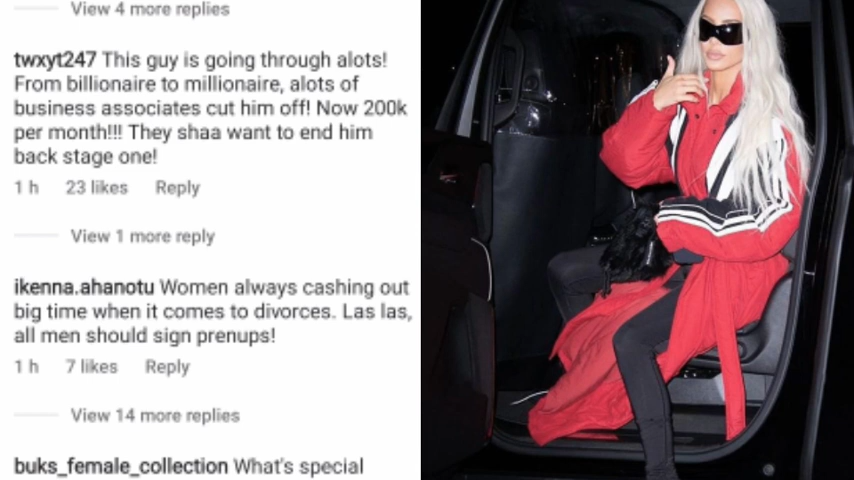 View 4 more replies
twxyt247 This guy is going through alots!
From billionaire to millionaire, alots of
business associates cut him off! Now 200k
per month!!! They shaa want to end him
back stage one!
1 h 23 likes Reply
View 1 more reply
ikenna.ahanotu Women always cashing out
big time when it comes to divorces. Las las,
all men should sign prenups!
1 h 7 likes Reply
View 14 more replies
buks_female_collection What's special